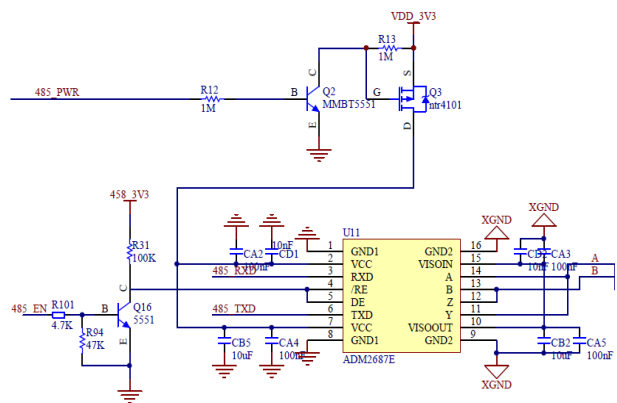 VDD_3V3
R13
1M
S
C
Q2
G
Q3
485_PWR
R12
B
MMBT5551
ntr4101
1M
E
D
458_3V3
XGND
XGND
R31
100K
10nF
U11
CA2
CD1
1
GND1
GND2
16
100nF
2
VCC
VISOIN
15
CA3
A
485_RXD
3
RXD
A
14
10nF
100nF
C
4
/RE
B
13
B
485_EN
R101
B
Q16
5
DE
Z
12
5551
485_TXD
6
TXD
Y
11
4.7K
R94
7
VCC
VISOOUT
10
47K
E
CB5
CA4
8
GND1
GND2
9
CB2
CA5
10uF
100nF
ADM2687E
10uF
100nF
XGND